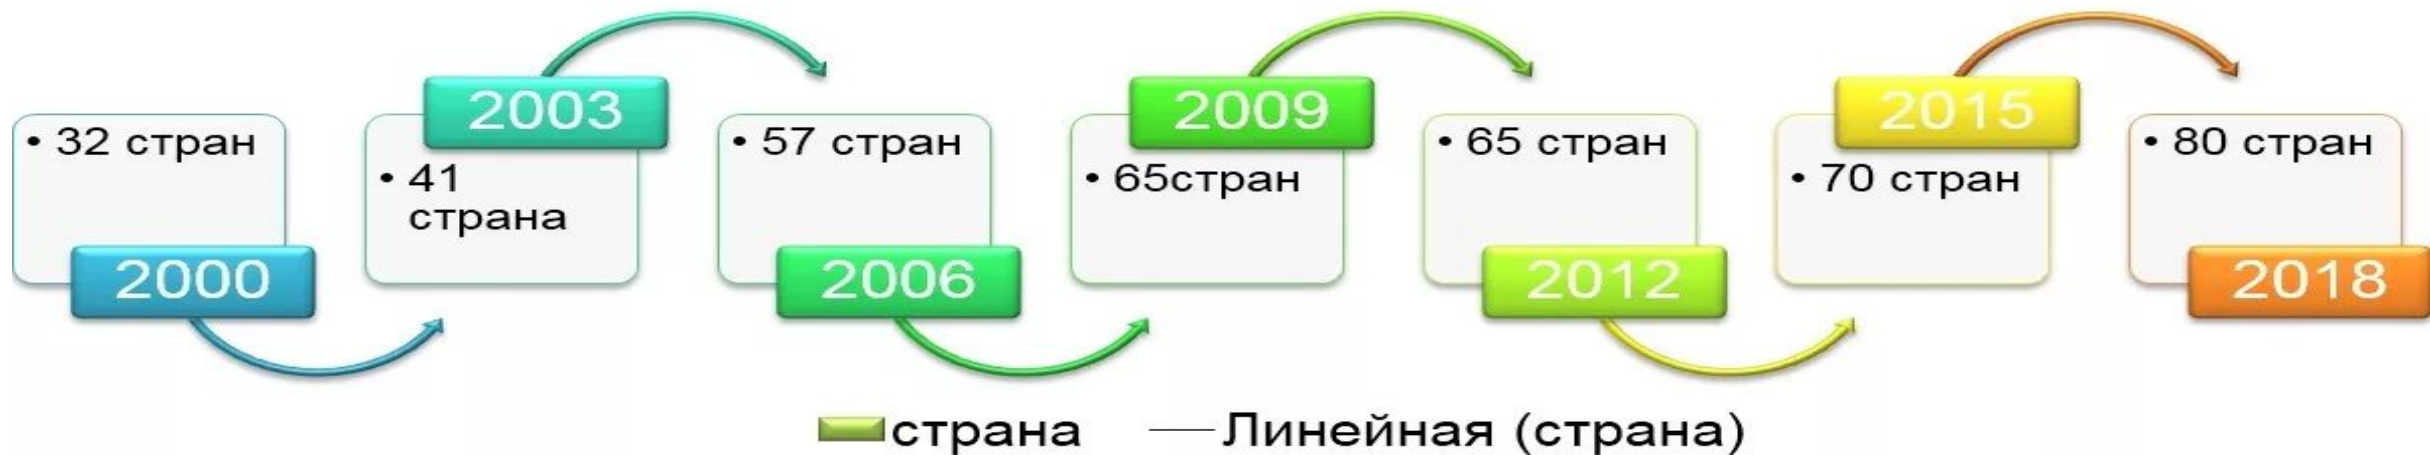 • 32 стран
2000
2003
• 41
страна
• 57 стран
2006
2009
• 65стран
• 65 стран
2012
2015
• 70 стран
• 80 стран
2018
страна
Линейная (страна)